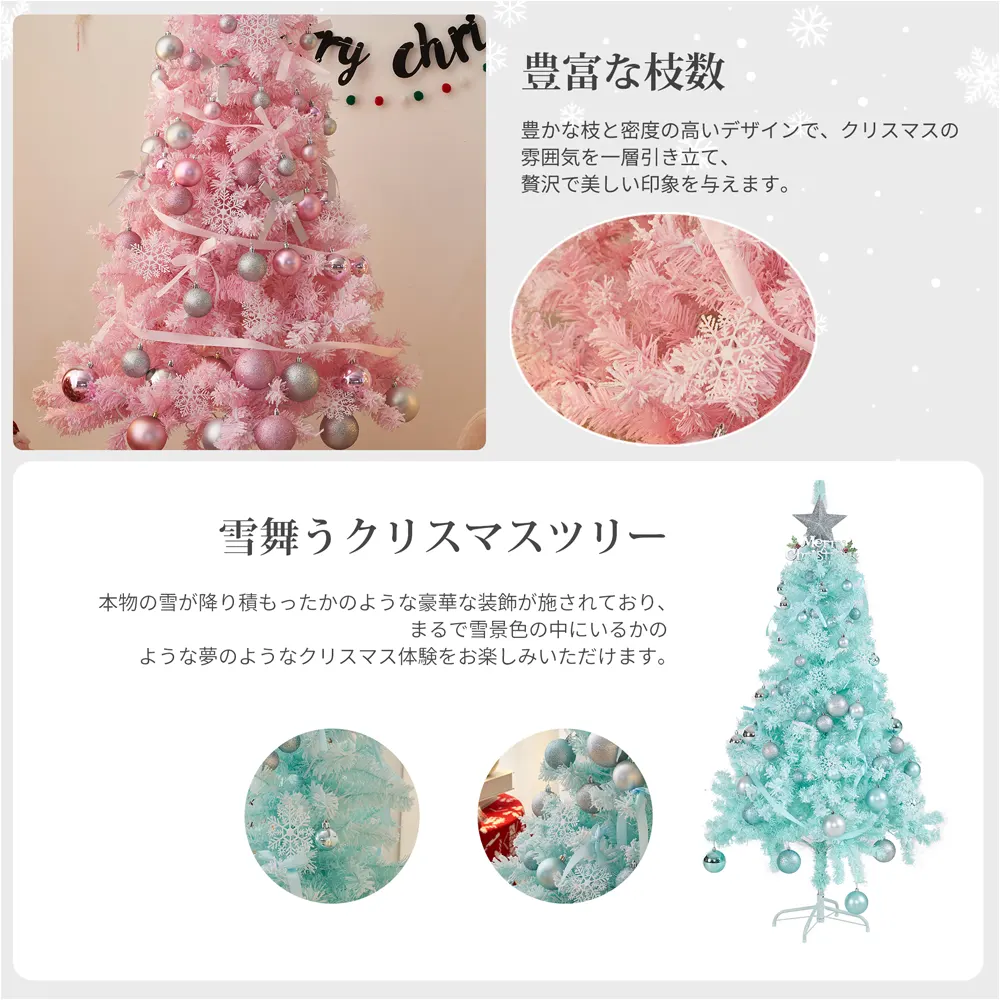 ry chri
豊富な枝数
豊かな枝と密度の高いデザインで、クリスマスの
雰囲気を一層引き立て、
贅沢で美しい印象を与えます。
雪舞うクリスマスツリー
本物の雪が降り積もったかのような豪華な装飾が施されており、
まるで雪景色の中にいるかの
ような夢のようなクリスマス体験をお楽しみいただけます。
Merry